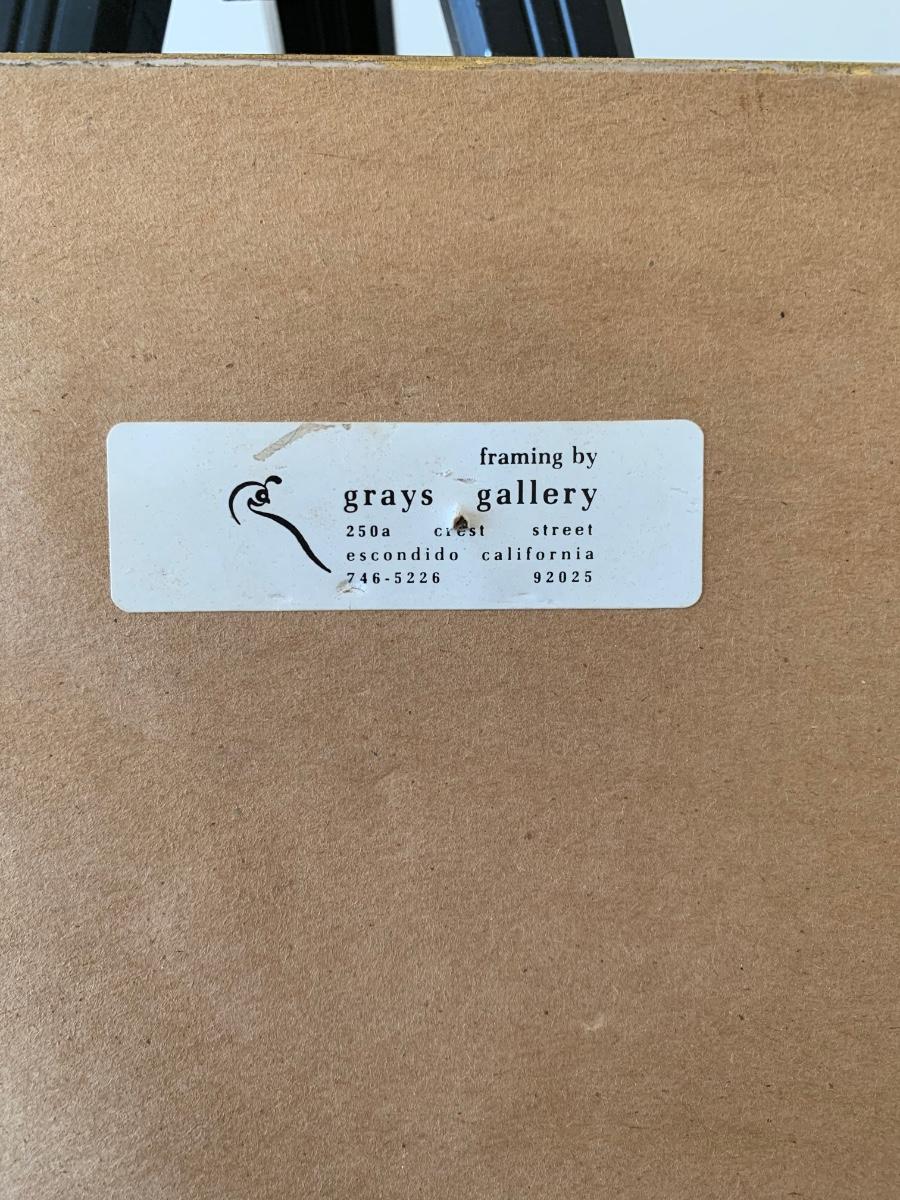 framing by
grays gallery
250a crest street
escondido california
746-5226 92025